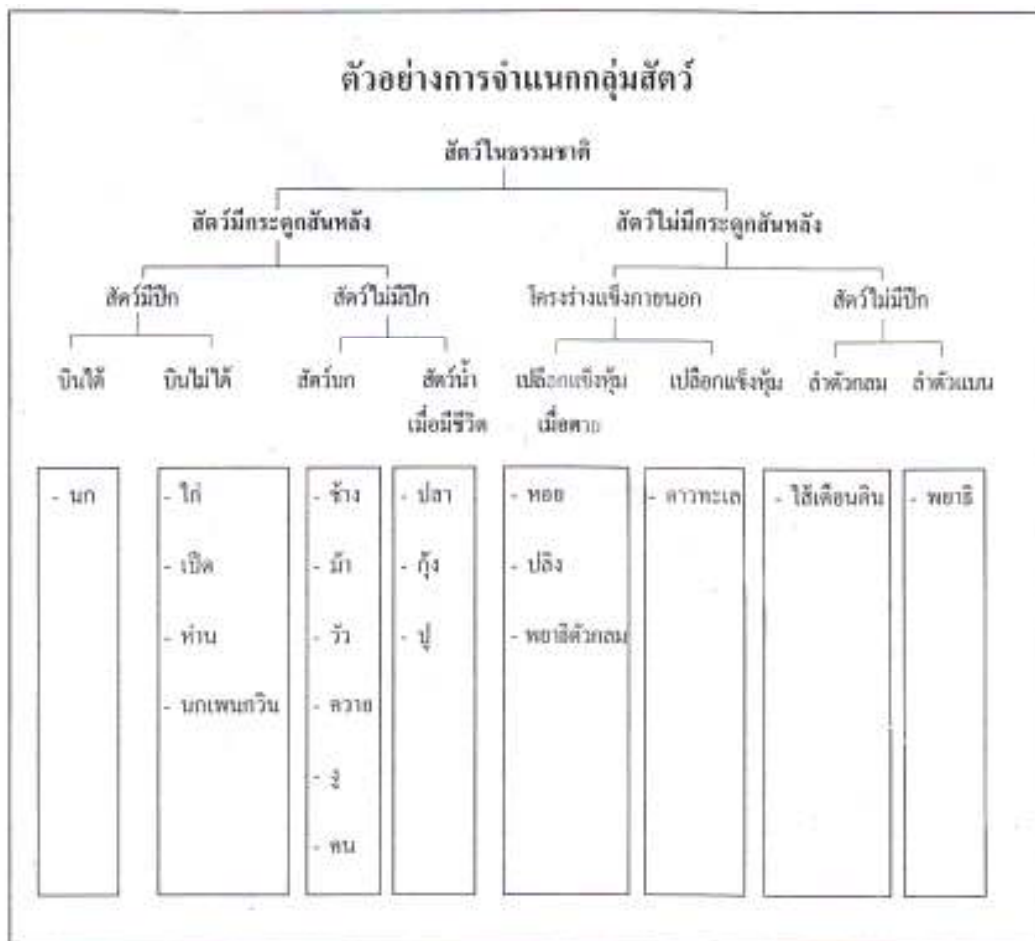 ตัวอย่างการจำแนกกลุ่มสัตว์
สัตว์ในธรรมชาติ
สัตว์มีกระดูกสันหลัง สัตว์ไม่มีกระดูกสันหลัง
สัตว์มีปีก สัตว์ไม่มีปีก โครงร่างแข็งภายนอก สัตว์ไม่มีปีก
บินได้ บินไม่ได้ สัตว์บก สัตว์น้ำ เปลือกแข็งหุ้ม เปลือกแข็งหุ้ม ลำตัวกลม ลำตัวแบน
เมื่อมีชีวิต เมื่อตาย
- นก - ไก่ - ช้าง - ปลา - หอย - ดาวทะเล - ไส้เดือนดิน - พยาธิ
- เป็ด - ม้า - กุ้ง - ปลิง
- ห่าน - วัว - ปู - พยาธิตัวกลม
- นกเพนกวิน - ควาย
- งู
- คน